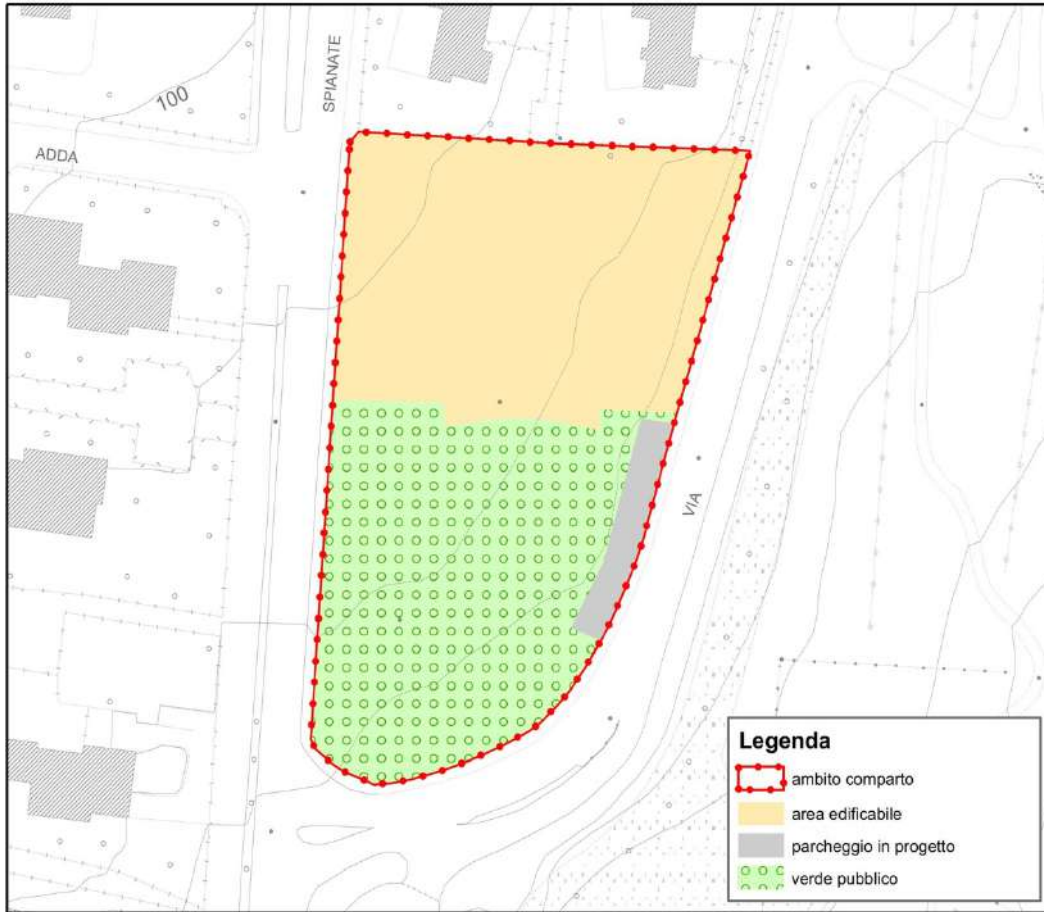 SPIANATE
100
ADDA
VIA
Legenda
ambito comparto
area edificabile
parcheggio in progetto
verde pubblico